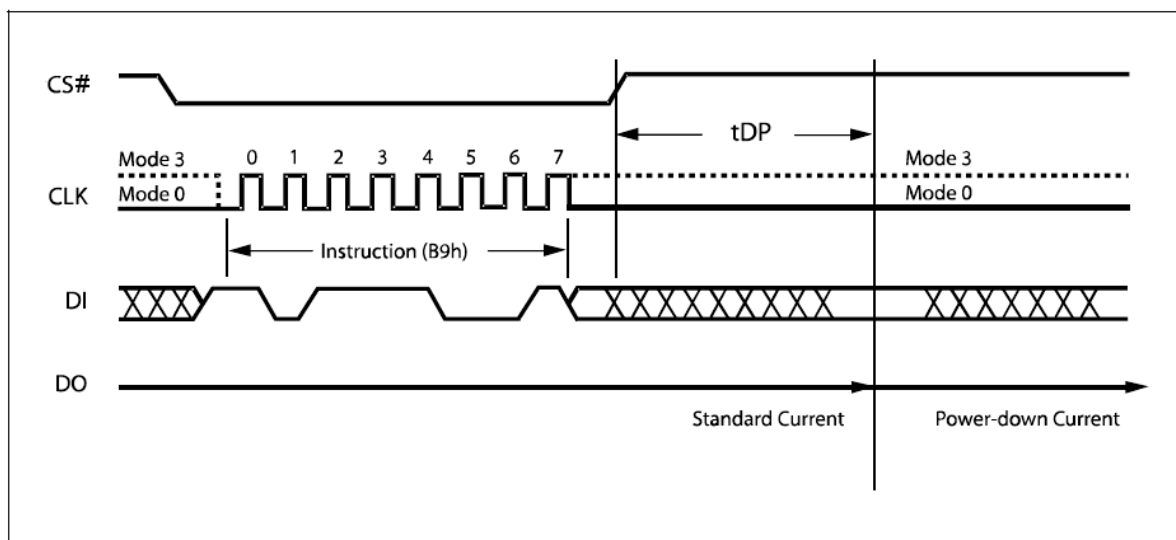 CS#
tDP
Mode 3
0 1 2 3 4 5 6 7
Mode 3
CLK
Mode 0
Mode 0
Instruction (B9h)
DI
DO
Standard Current
Power-down Current